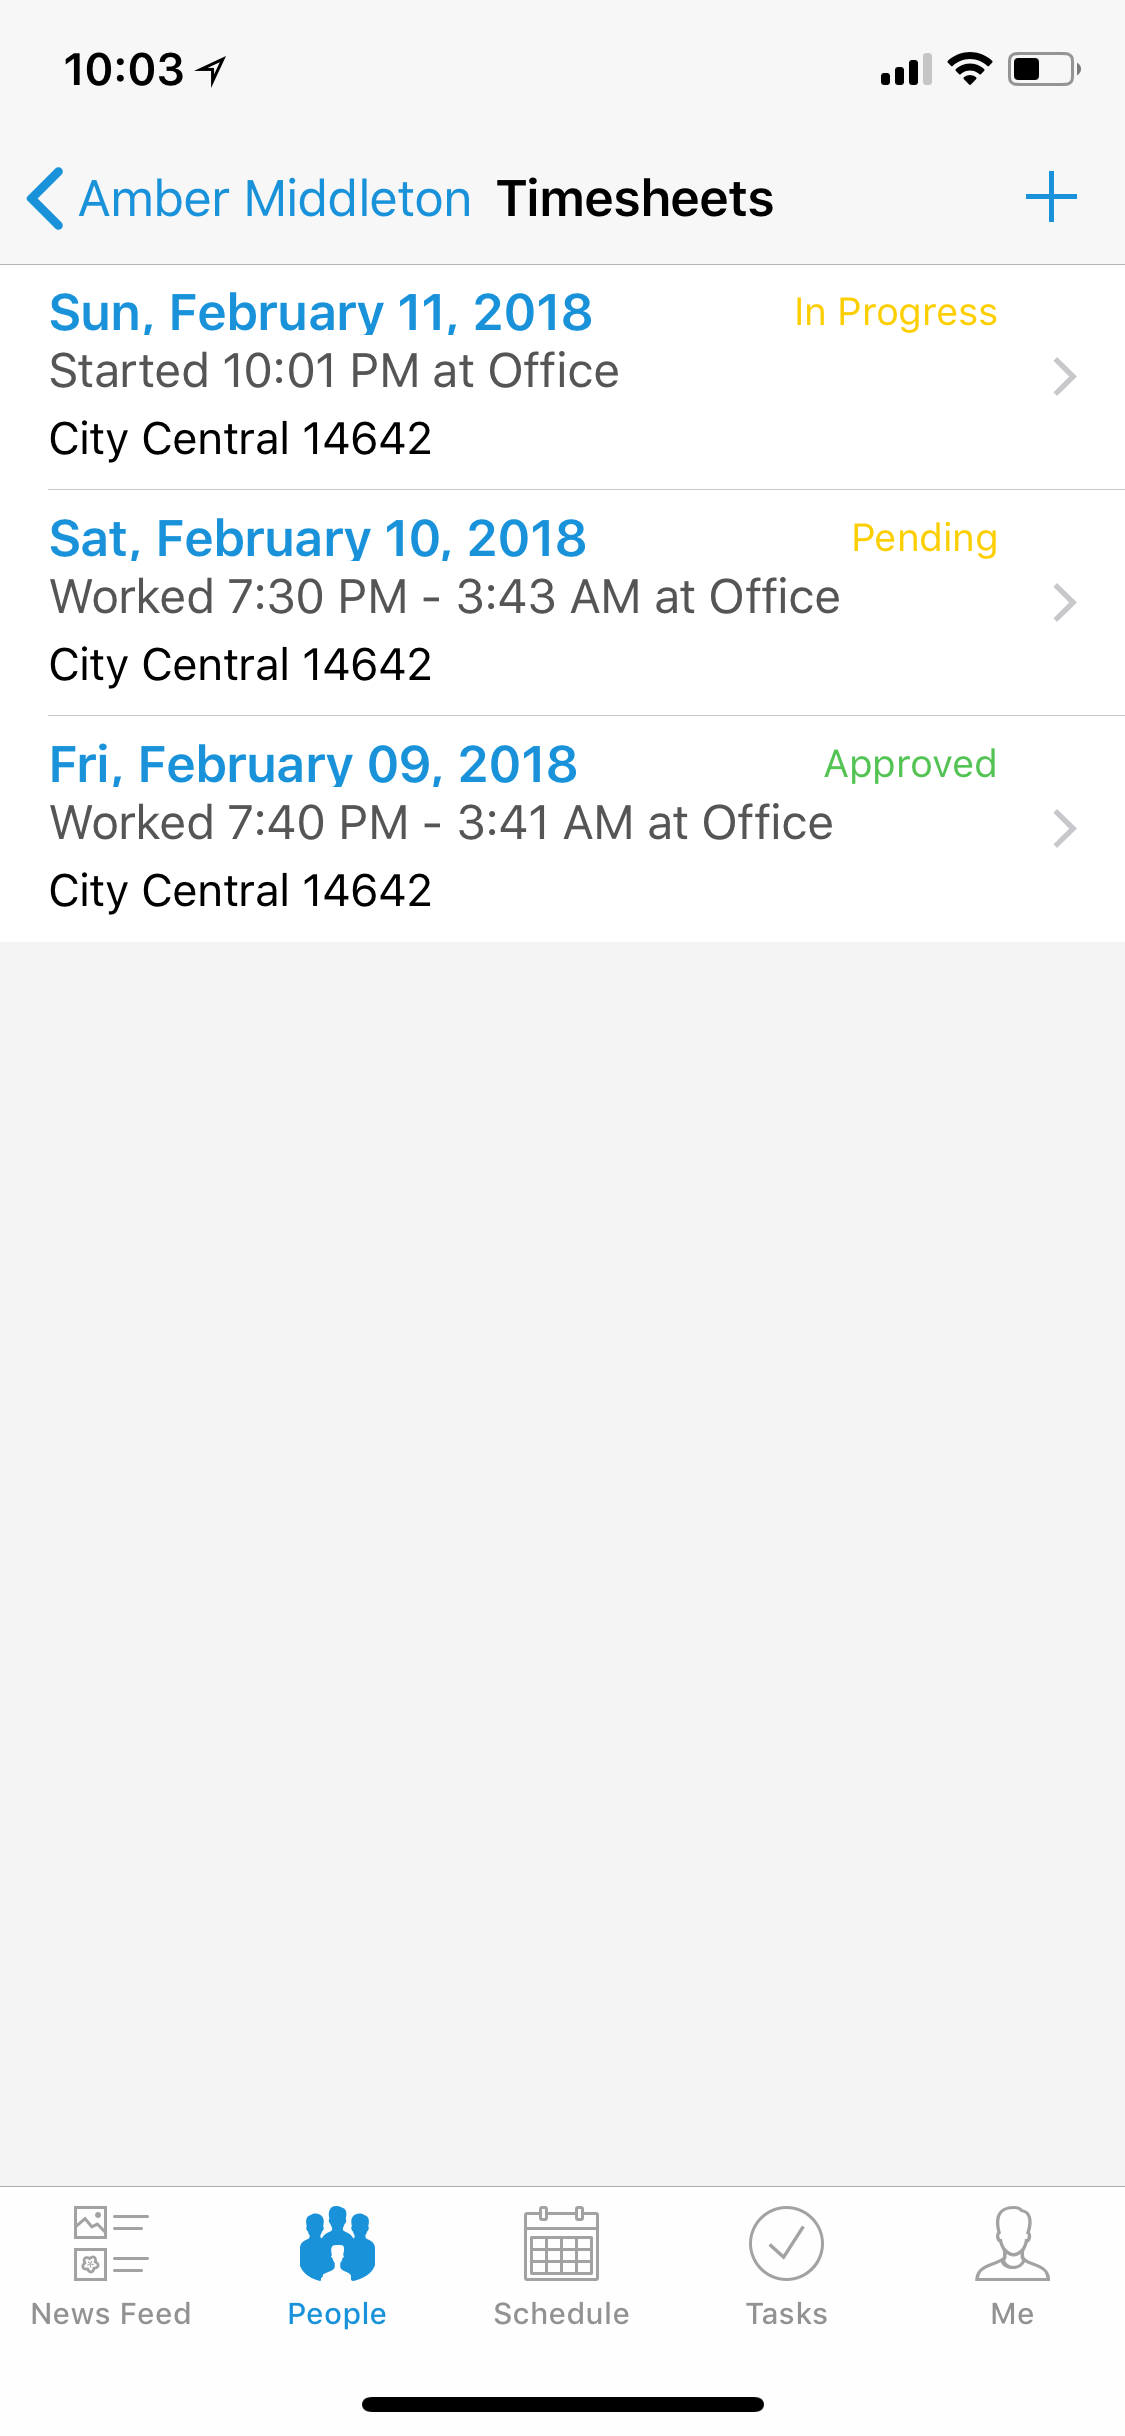 10:03
Amber Middleton Timesheets
Sun, February 11, 2018 In Progress
Started 10:01 PM at Office
City Central 14642
Sat, February 10, 2018 Pending
Worked 7:30 PM - 3:43 AM at Office
City Central 14642
Fri, February 09, 2018 Approved
Worked 7:40 PM - 3:41 AM at Office
City Central 14642
News Feed People Schedule Tasks Me